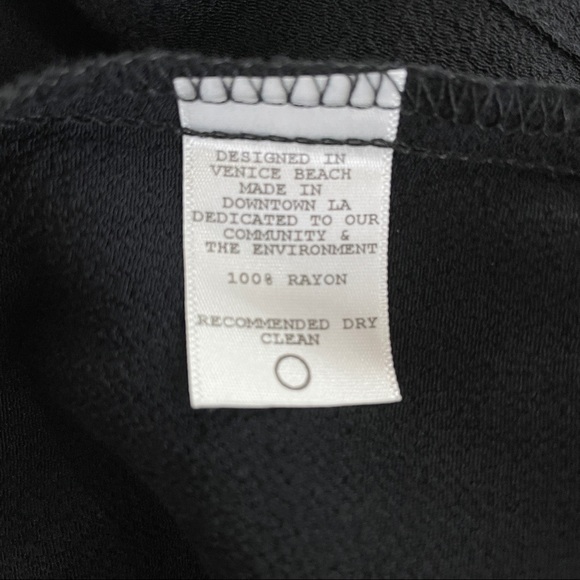 DESIGNED IN
VENICE BEACH
MADE IN
DOWNTOWN LA
DEDICATED TO OUR
COMMUNITY &
THE ENVIRONMENT
100% RAYON
RECOMMENDED DRY
CLEAN